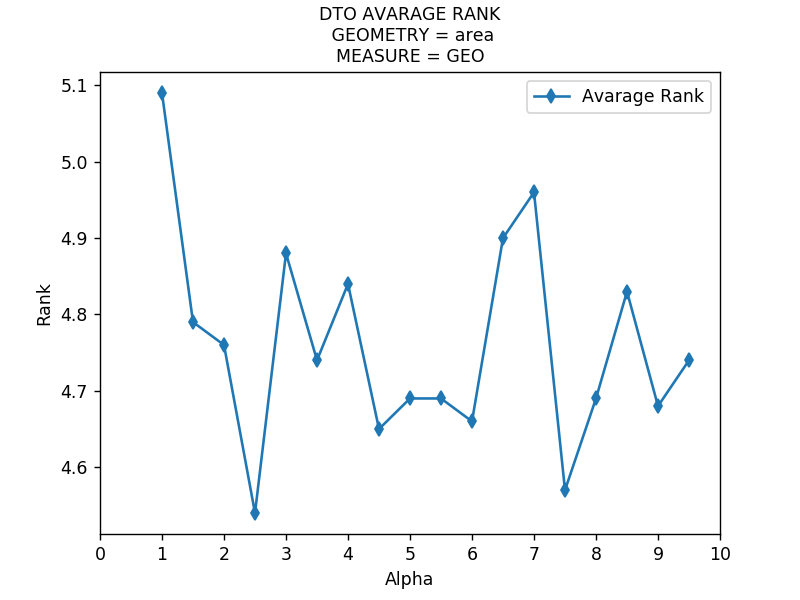 DTO AVARAGE RANK
GEOMETRY = area
MEASURE = GEO
Avarage Rank
5.1
5.0
4.9
4.8
4.7
4.6
Rank
0 1 2 3 4 5 6 7 8 9 10
Alpha